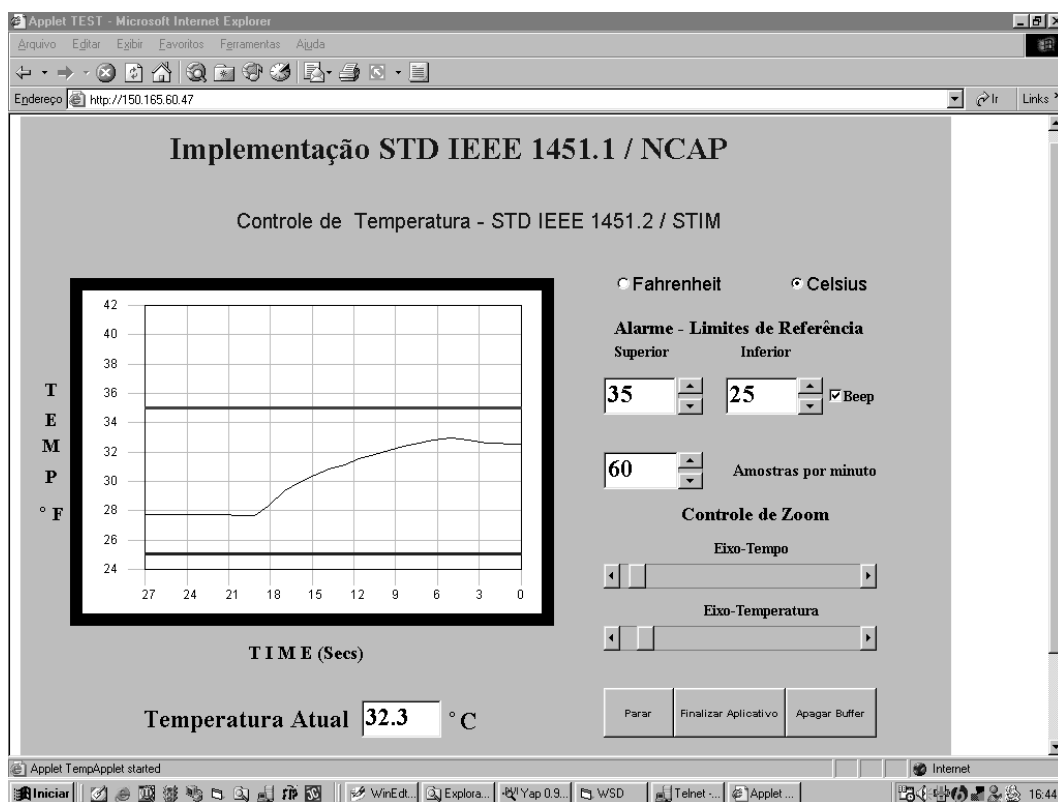 Applet TEST - Microsoft Internet Explorer
Arquivo Editar Exibir Favoritos Ferramentas Ajuda
Endereço http://150.165.60.47 Ir Links
Implementação STD IEEE 1451.1 / NCAP
Controle de Temperatura - STD IEEE 1451.2 / STIM
Fahrenheit Celsius
Alarme - Limites de Referência
Superior Inferior
35 25 Beep
60 Amostras por minuto
Controle de Zoom
Eixo-Tempo
Eixo-Temperatura
TEMP °F
42
40
38
36
34
32
30
28
26
24
27 24 21 18 15 12 9 6 3 0
TIME (Secs)
Temperatura Atual 32.3 °C
Parar Finalizar Aplicativo Apagar Buffer
Applet TempApplet started Internet
Iniciar WinEdt... Explora... Yap 0.9... WSD Telnet -... Applet ... 16:44